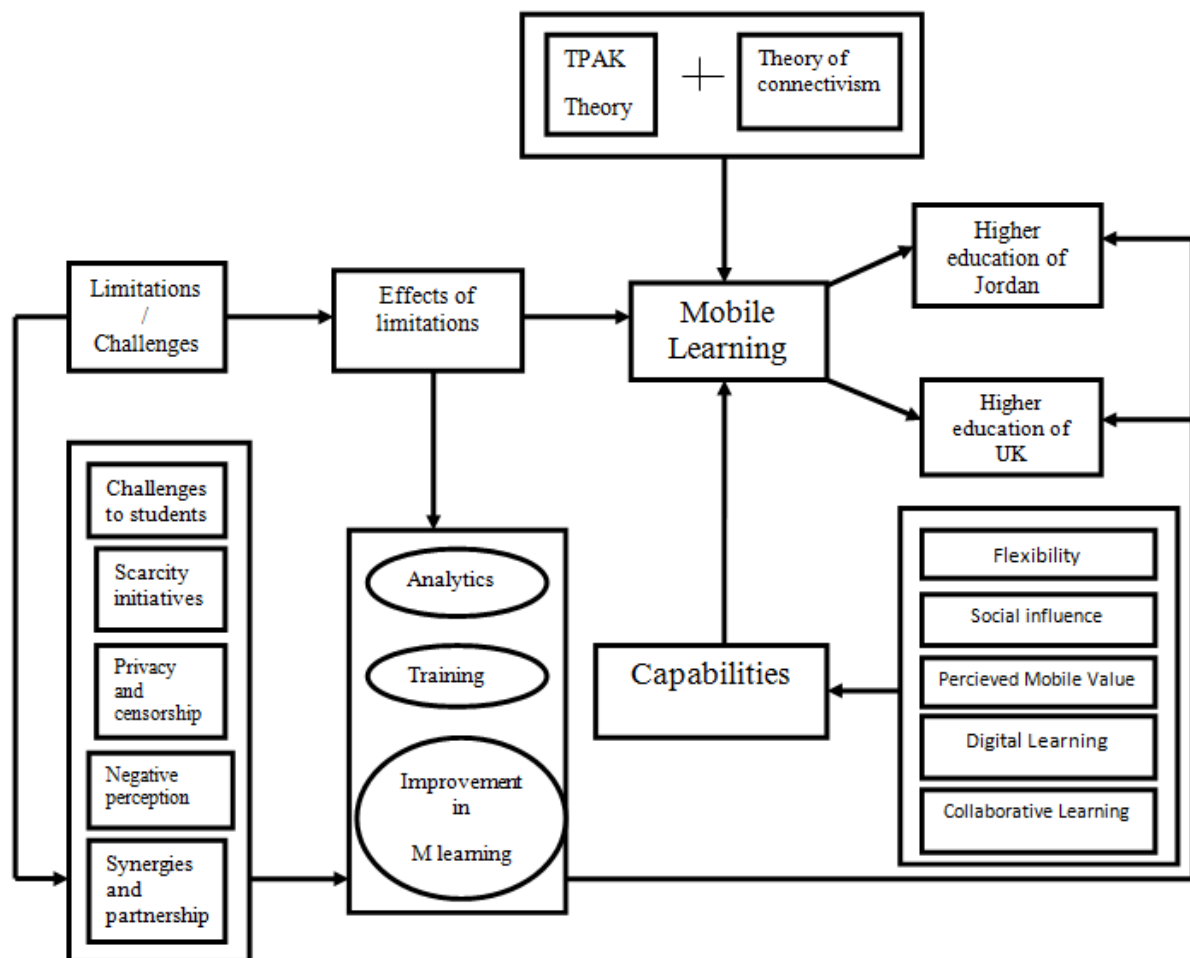 TPAK
Theory
+
Theory of
connectivism
Higher
education of
Jordan
Limitations
/
Challenges
Effects of
limitations
Mobile
Learning
Higher
education of
UK
Challenges
to students
Scarcity
initiatives
Privacy
and
censorship
Negative
perception
Synergies
and
partnership
Analytics
Training
Improvement
in
M learning
Capabilities
Flexibility
Social influence
Percieved Mobile Value
Digital Learning
Collaborative Learning